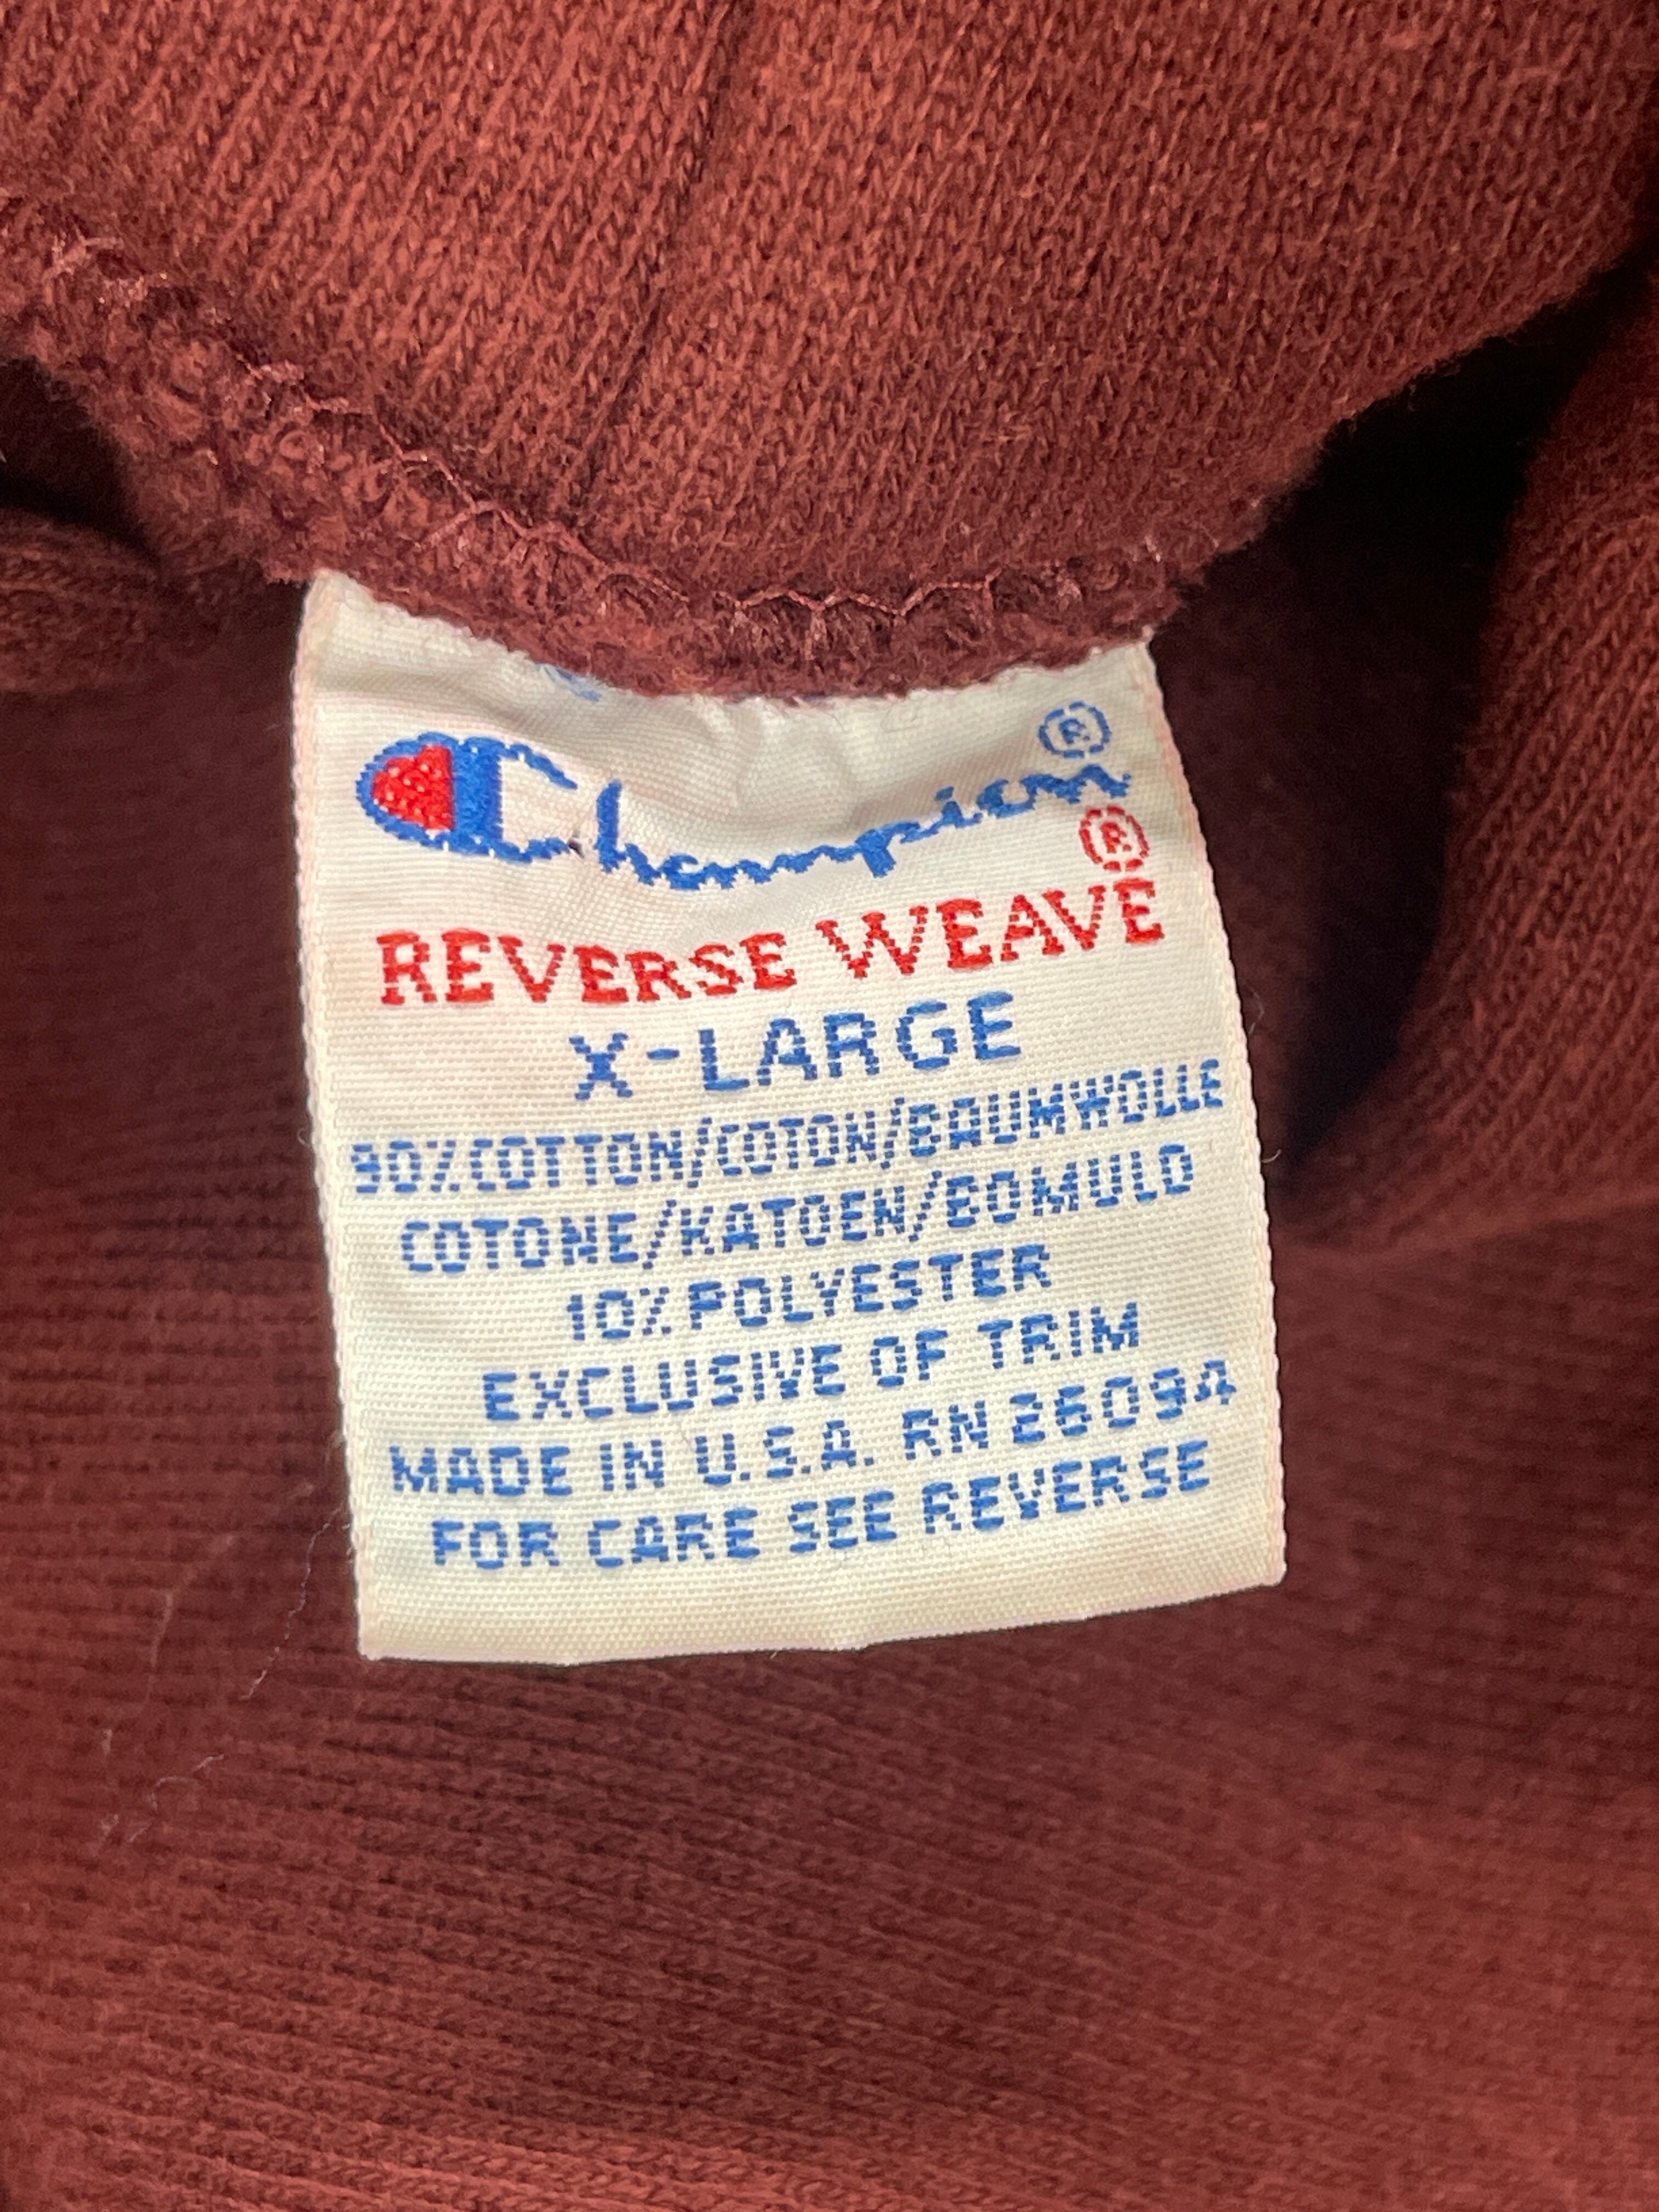 Champion®
®
REVERSE WEAVE
X-LARGE
90% COTTON/COTON/BAUMWOLLE
COTONE/KATOEN/BOMULD
10% POLYESTER
EXCLUSIVE OF TRIM
MADE IN U.S.A. RN 26094
FOR CARE SEE REVERSE